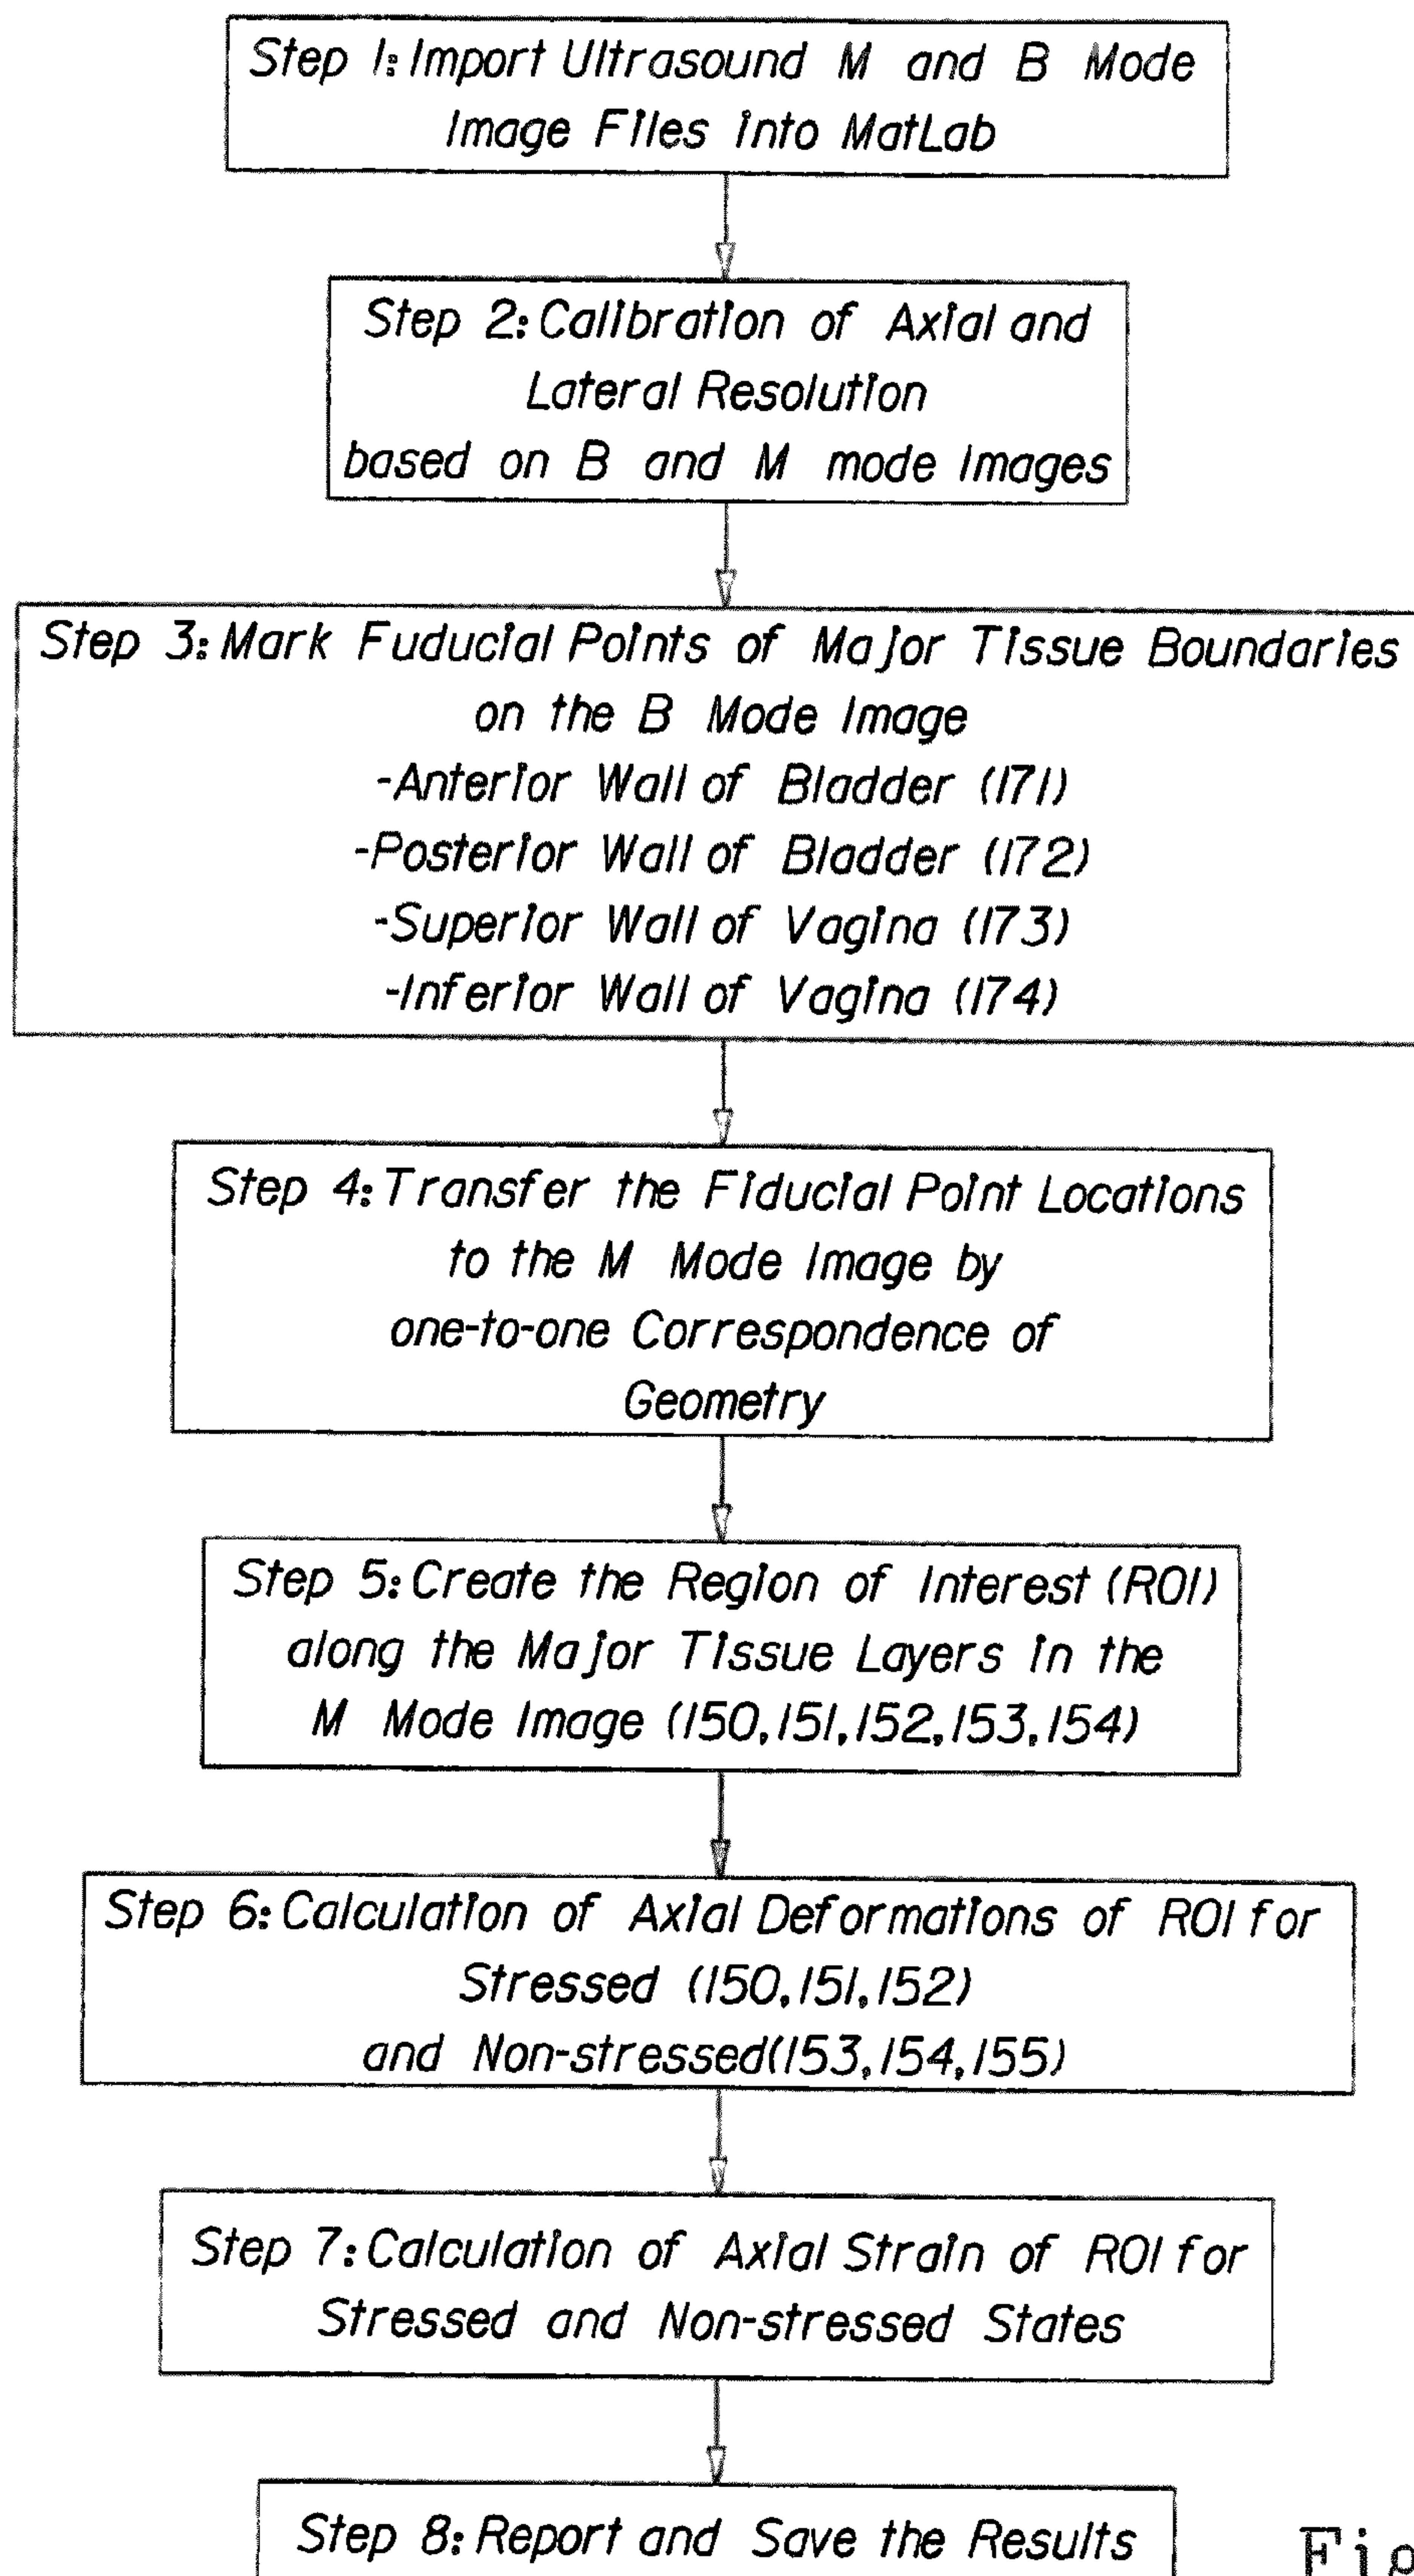 Step 1: Import Ultrasound M and B Mode
Image Files into MatLab
Step 2: Calibration of Axial and
Lateral Resolution
based on B and M mode Images
Step 3: Mark Fuducial Points of Major Tissue Boundaries
on the B Mode Image
-Anterior Wall of Bladder (171)
-Posterior Wall of Bladder (172)
-Superior Wall of Vagina (173)
-Inferior Wall of Vagina (174)
Step 4: Transfer the Fiducial Point Locations
to the M Mode Image by
one-to-one Correspondence of
Geometry
Step 5: Create the Region of Interest (ROI)
along the Major Tissue Layers in the
M Mode Image (150,151,152,153,154)
Step 6: Calculation of Axial Deformations of ROI for
Stressed (150,151,152)
and Non-stressed(153,154,155)
Step 7: Calculation of Axial Strain of ROI for
Stressed and Non-stressed States
Step 8: Report and Save the Results
Fig